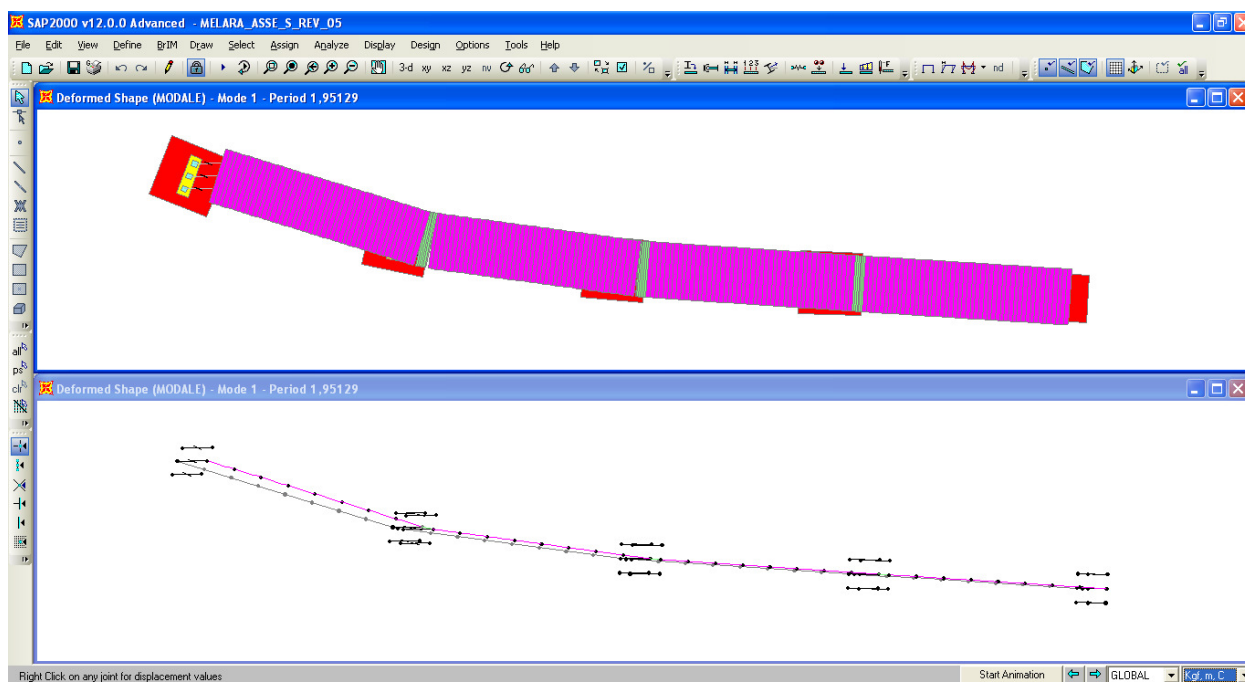 SAP2000 v12.0.0 Advanced - MELARA_ASSE_S_REV_05
File Edit View Define BrIM Draw Select Assign Analyze Display Design Options Tools Help
3-d xy xz yz nv nd
Deformed Shape (MODALE) - Mode 1 - Period 1,95129
all
ps
clr
Deformed Shape (MODALE) - Mode 1 - Period 1,95129
Right Click on any joint for displacement values
Start Animation
GLOBAL
Kgf, m, C